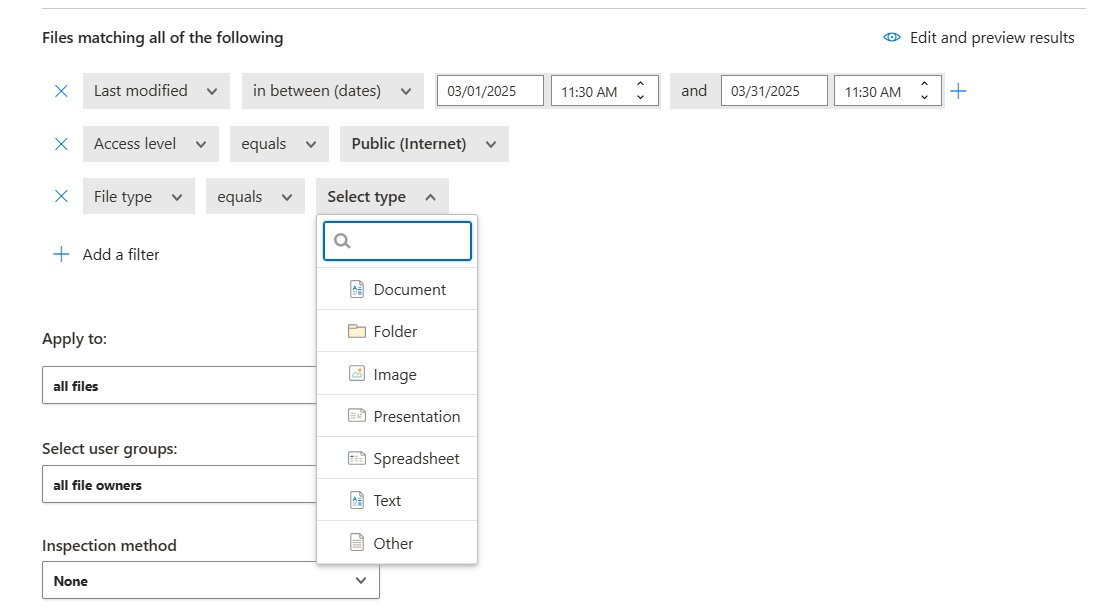 Files matching all of the following
Edit and preview results
Last modified in between (dates) 03/01/2025 11:30 AM and 03/31/2025 11:30 AM
Access level equals Public (Internet)
File type equals Select type
Add a filter
Document
Folder
Image
Presentation
Spreadsheet
Text
Other
Apply to:
all files
Select user groups:
all file owners
Inspection method
None